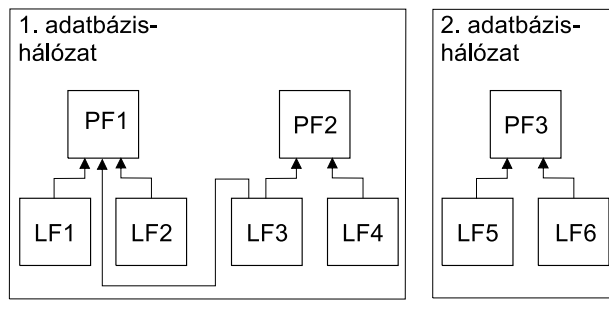 1. adatbázis-
hálózat
PF1
PF2
LF1
LF2
LF3
LF4
2. adatbázis-
hálózat
PF3
LF5
LF6